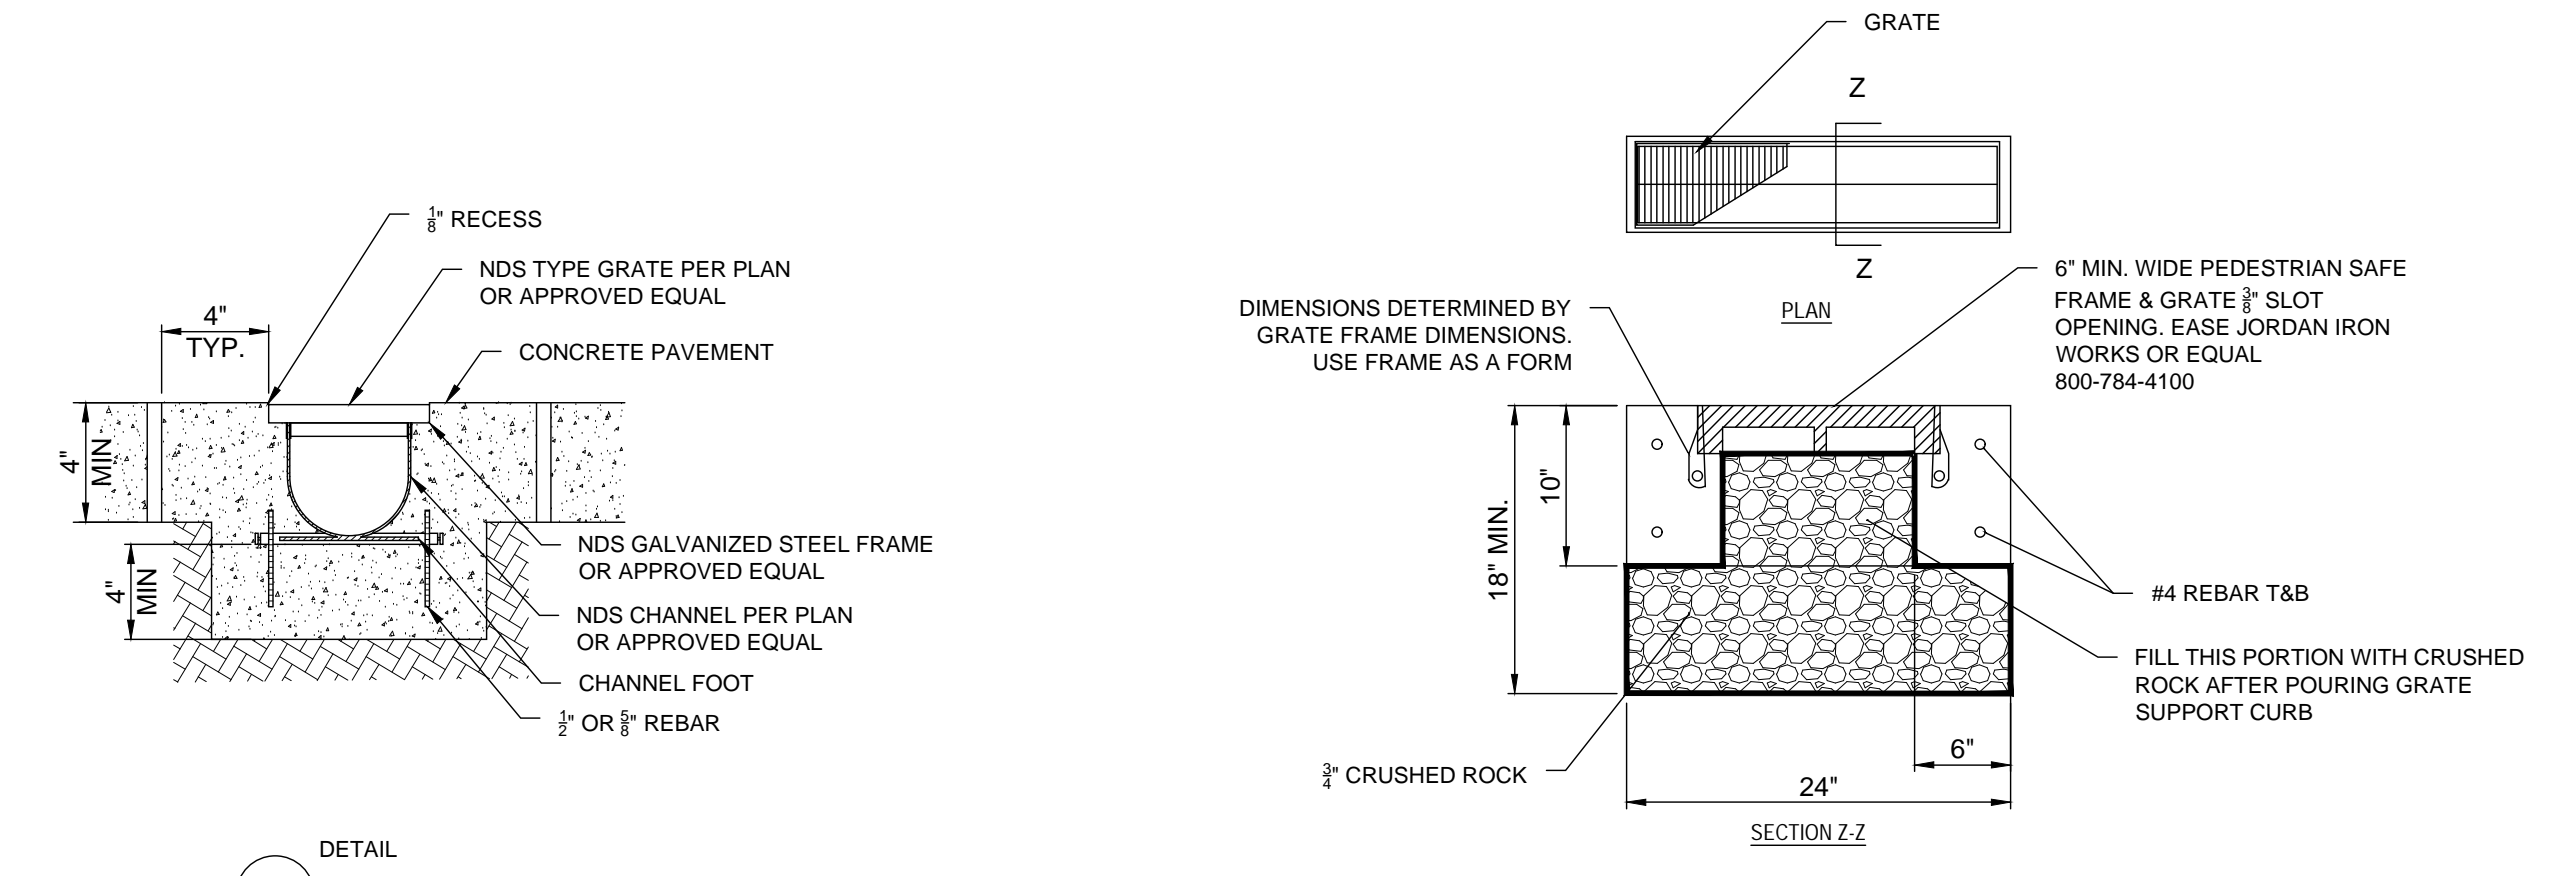 ⅛" RECESS
NDS TYPE GRATE PER PLAN
OR APPROVED EQUAL
4"
TYP.
CONCRETE PAVEMENT
4"
MIN
4"
MIN
NDS GALVANIZED STEEL FRAME
OR APPROVED EQUAL
NDS CHANNEL PER PLAN
OR APPROVED EQUAL
CHANNEL FOOT
½" OR ⅝" REBAR
DETAIL
GRATE
Z
Z
PLAN
DIMENSIONS DETERMINED BY
GRATE FRAME DIMENSIONS.
USE FRAME AS A FORM
6" MIN. WIDE PEDESTRIAN SAFE
FRAME & GRATE ⅜" SLOT
OPENING. EASE JORDAN IRON
WORKS OR EQUAL
800-784-4100
10"
18" MIN.
#4 REBAR T&B
FILL THIS PORTION WITH CRUSHED
ROCK AFTER POURING GRATE
SUPPORT CURB
¾" CRUSHED ROCK
6"
24"
SECTION Z-Z